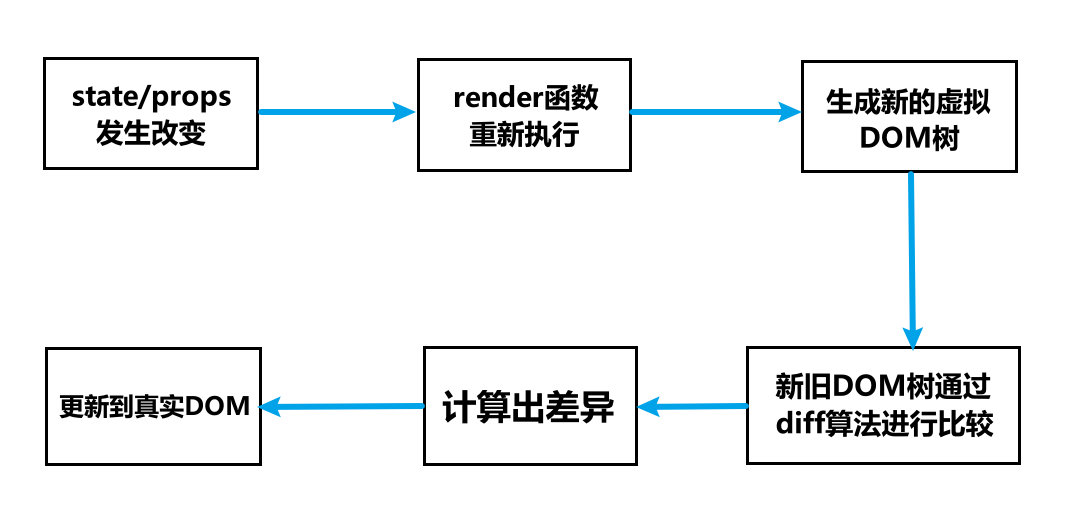 state/props
发生改变
render函数
重新执行
生成新的虚拟
DOM树
新旧DOM树通过
diff算法进行比较
计算出差异
更新到真实DOM